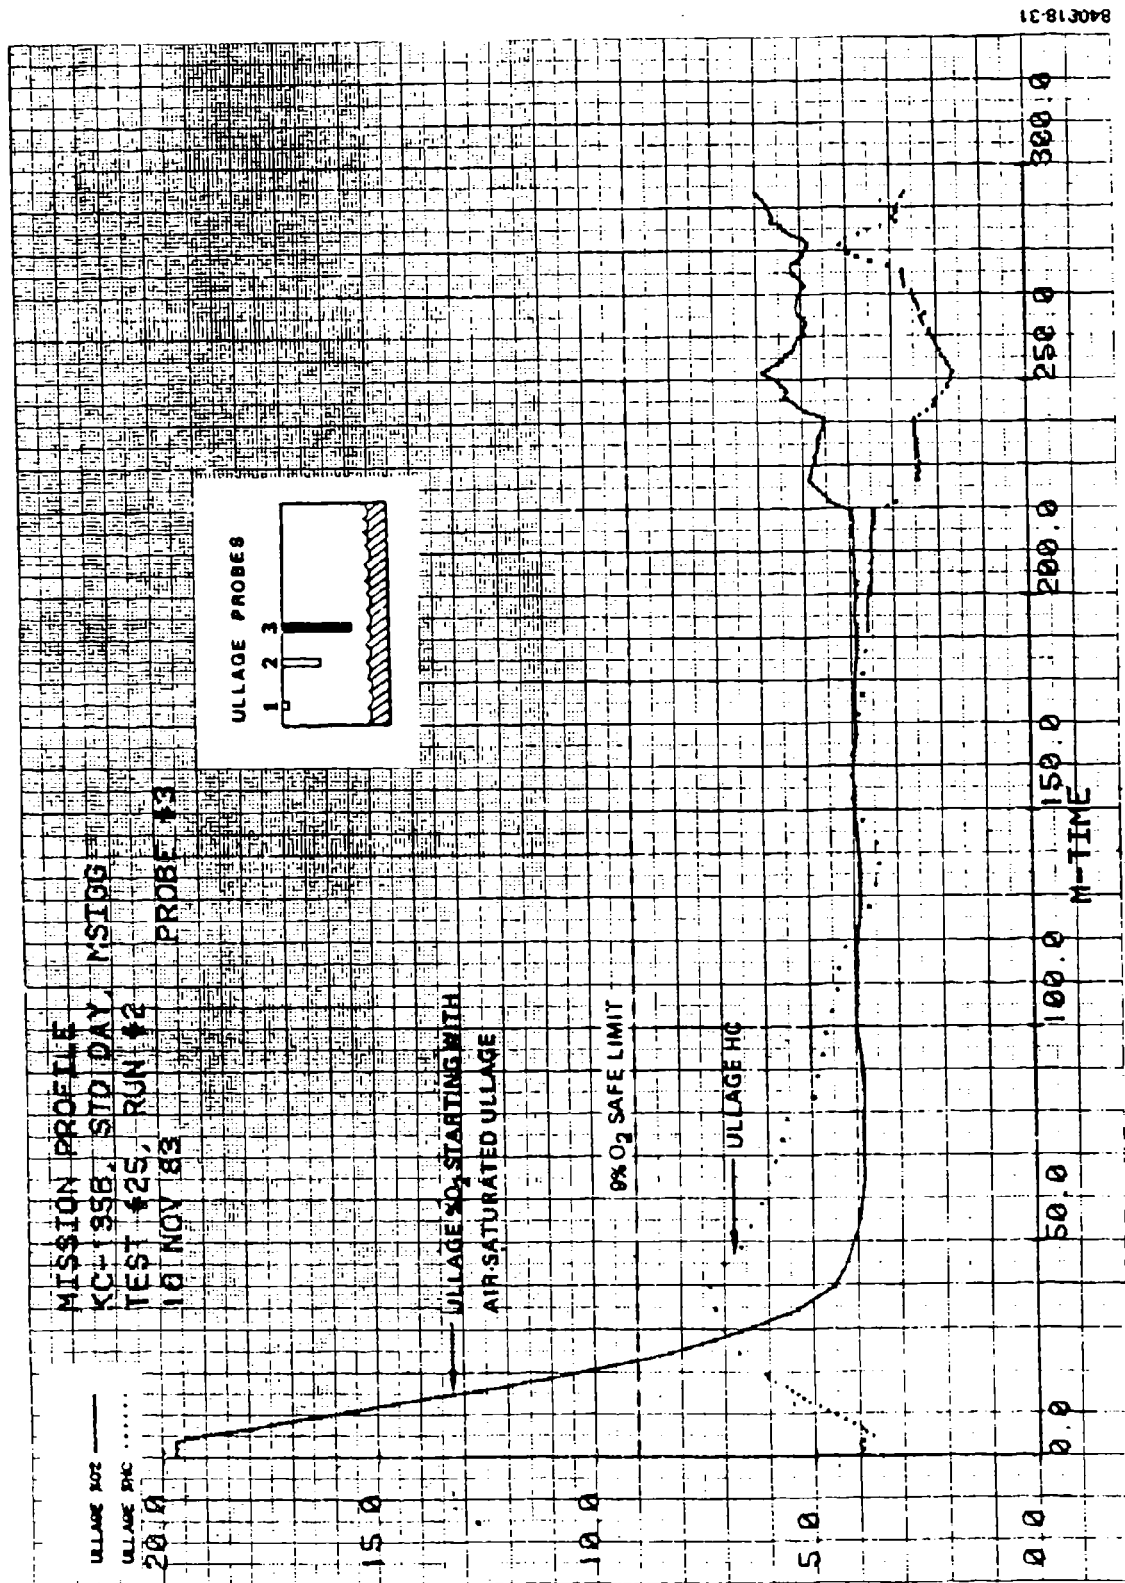 840E18-31
ULLAGE %O2 ———
ULLAGE %HC ......
MISSION PROFILE
KC-135B, STD DAY, MSIGG
TEST #25, RUN #2
10 NOV 83
PROBE #3
ULLAGE PROBES
1 2 3
ULLAGE %O2 STARTING WITH
AIR-SATURATED ULLAGE
9% O2 SAFE LIMIT
ULLAGE HC
20.0
15.0
10.0
5.0
0.0
0.0 50.0 100.0 150.0 200.0 250.0 300.0
M-TIME